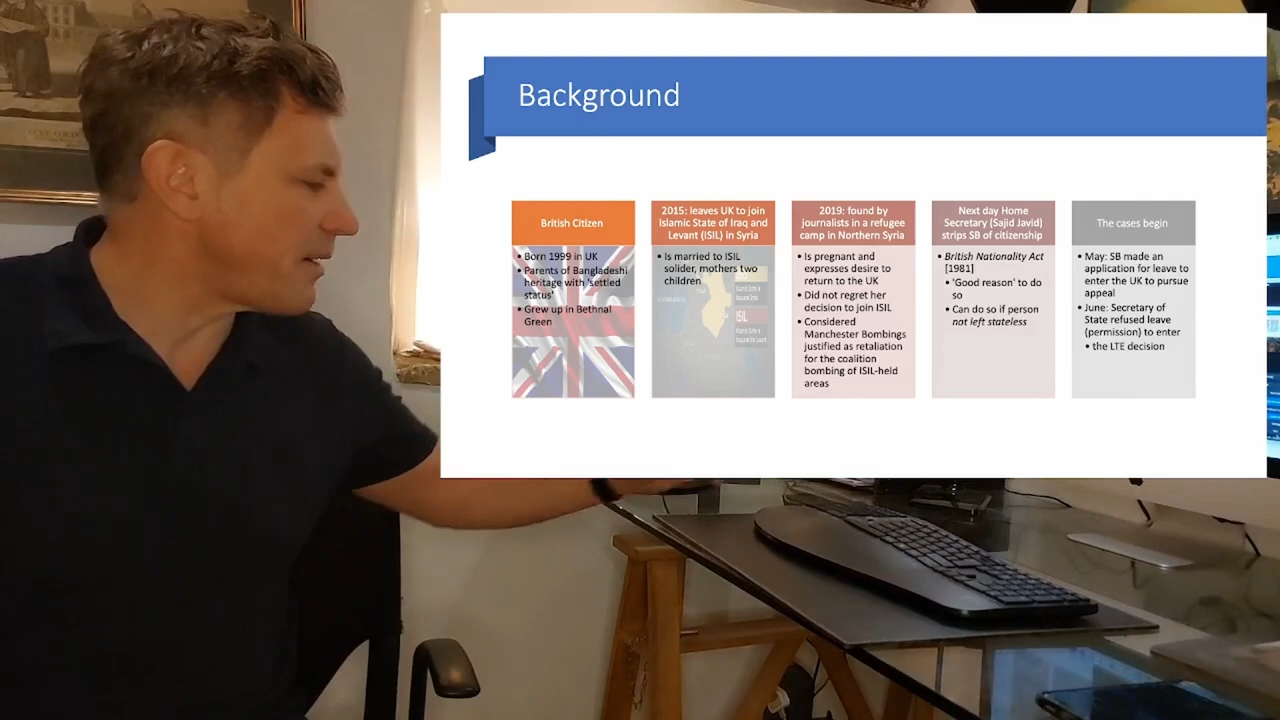 Background
British Citizen
• Born 1999 in UK
• Parents of Bangladeshi
heritage with 'settled
status'
• Grew up in Bethnal
Green
2015: leaves UK to join
Islamic State of Iraq and
Levant (ISIL) in Syria
• Is married to ISIL
solider, mothers two
children
ISIL
2019: found by
journalists in a refugee
camp in Northern Syria
• Is pregnant and
expresses desire to
return to the UK
• Did not regret her
decision to join ISIL
• Considered
Manchester Bombings
justified as retaliation
for the coalition
bombing of ISIL-held
areas
Next day Home
Secretary (Sajid Javid)
strips SB of citizenship
• British Nationality Act
[1981]
• 'Good reason' to do
so
• Can do so if person
not left stateless
The cases begin
• May: SB made an
application for leave to
enter the UK to pursue
appeal
• June: Secretary of
State refused leave
(permission) to enter
• the LTE decision